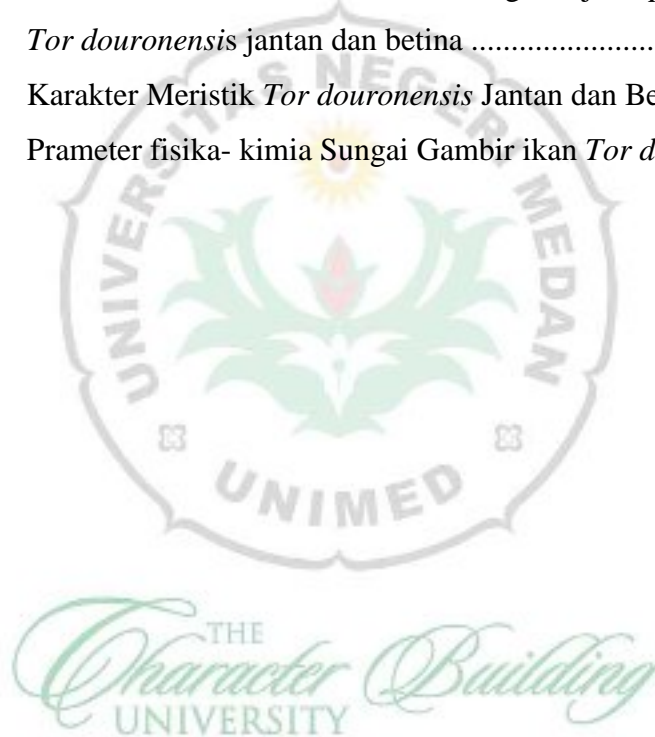 Tor douronensis jantan dan betina .......................
Karakter Meristik Tor douronensis Jantan dan Be
Prameter fisika- kimia Sungai Gambir ikan Tor d
UNIVERSITAS NEGERI MEDAN
UNIMED
THE
Character Building
UNIVERSITY